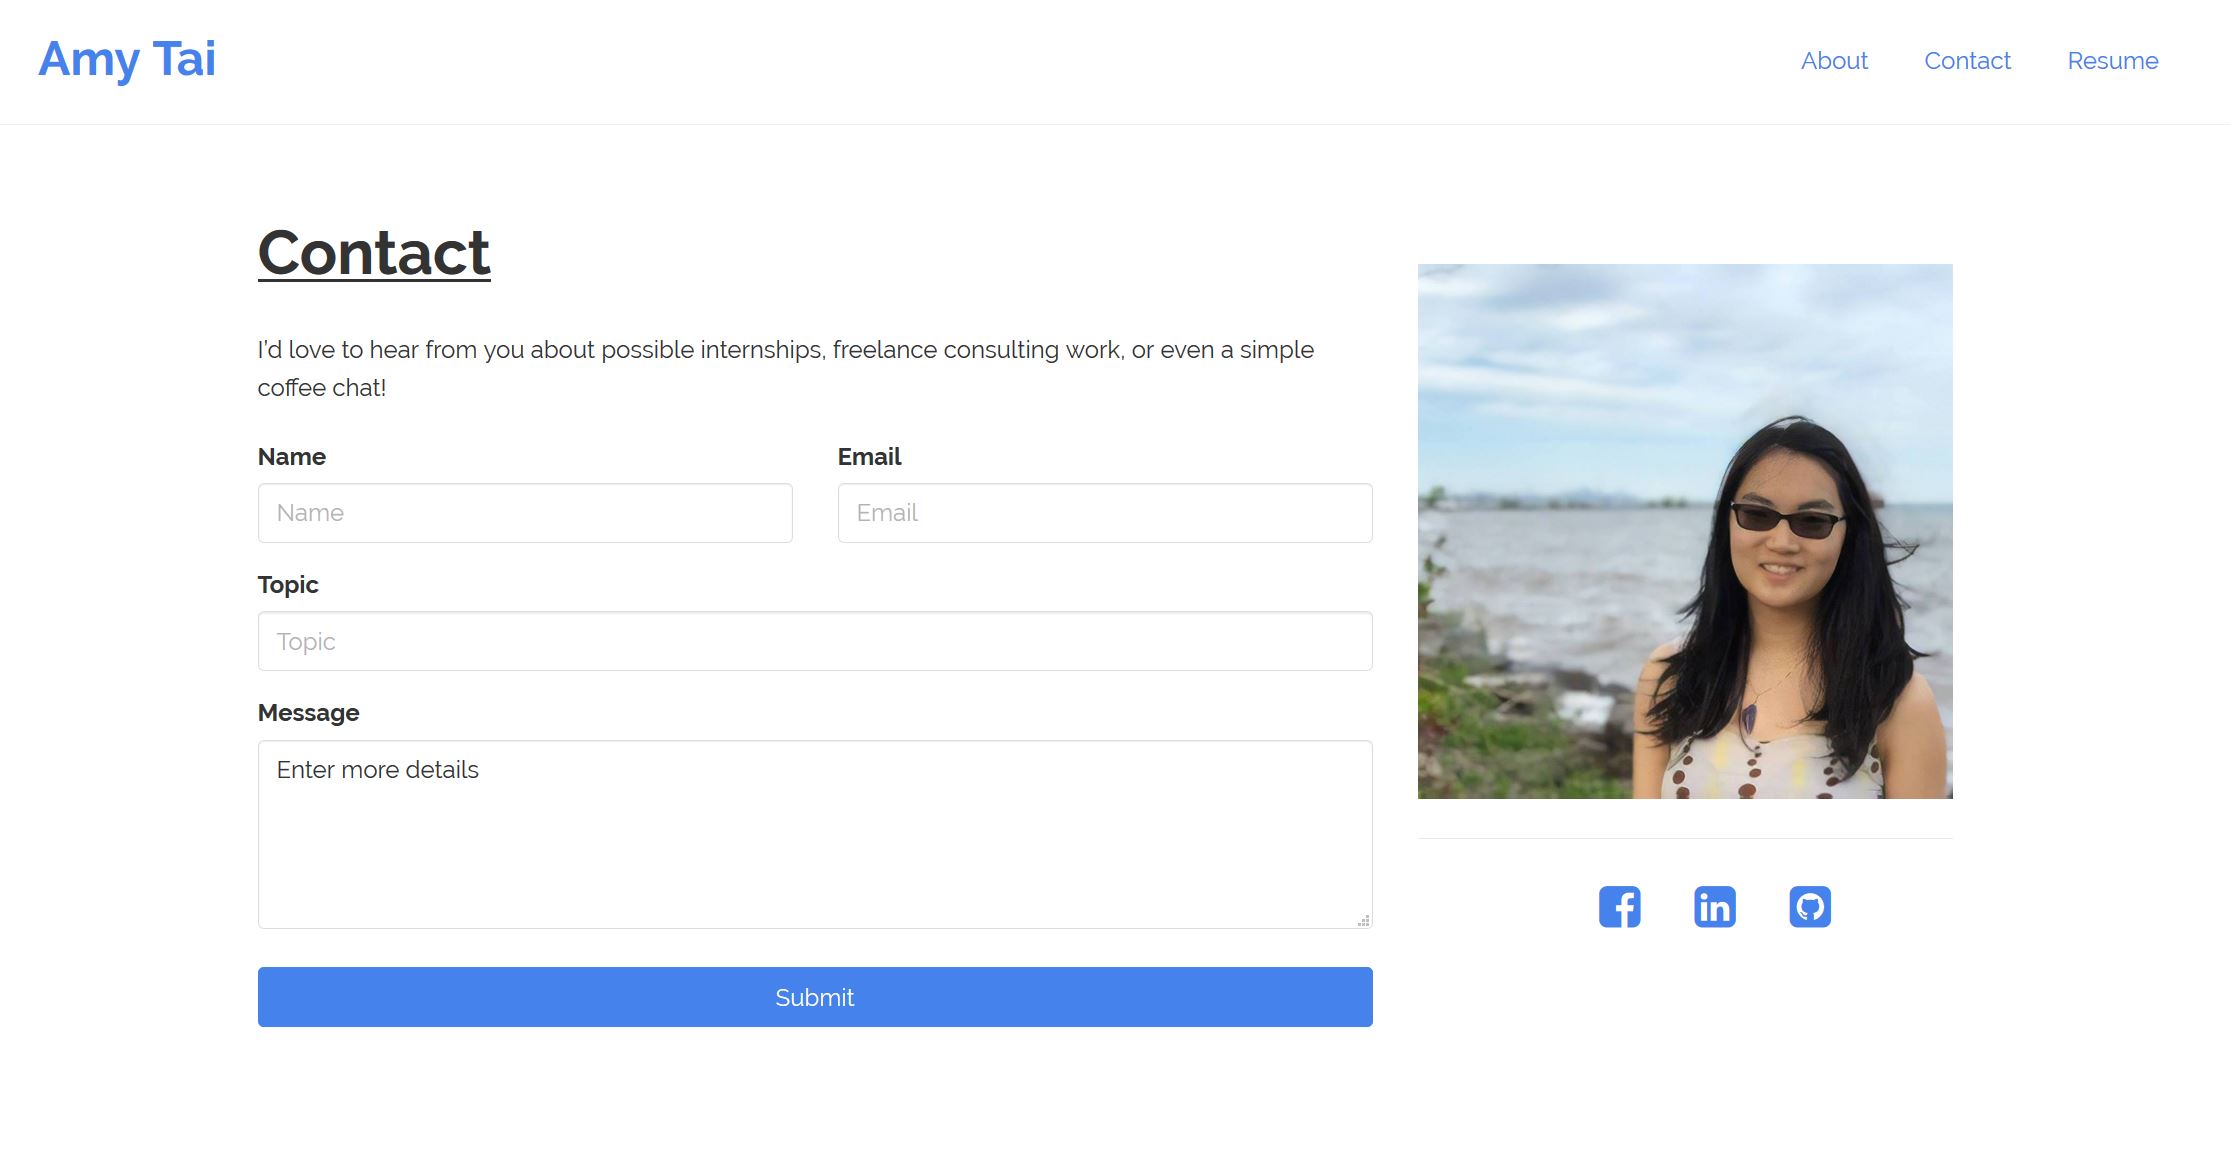 Amy Tai
About
Contact
Resume
Contact
I'd love to hear from you about possible internships, freelance consulting work, or even a simple
coffee chat!
Name
Email
Name
Email
Topic
Topic
Message
Enter more details
Submit